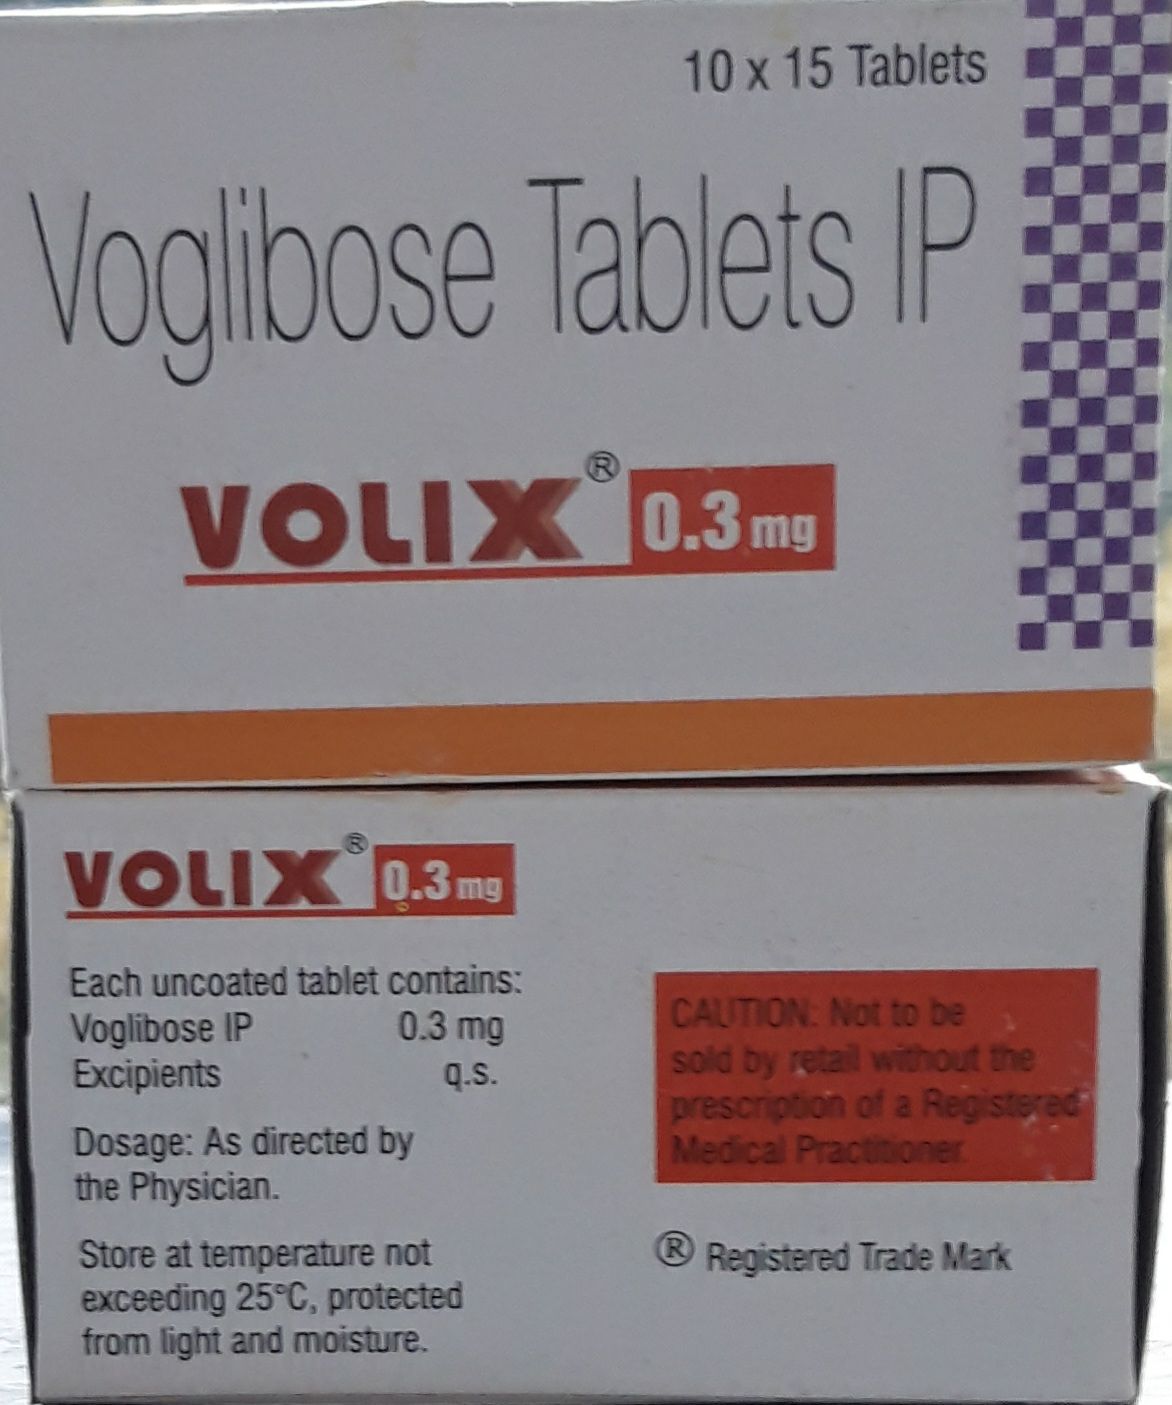 10 x 15 Tablets
Voglibose Tablets IP
VOLIX® 0.3 mg
VOLIX® 0.3 mg
Each uncoated tablet contains:
Voglibose IP 0.3 mg
Excipients q.s.
Dosage: As directed by
the Physician.
Store at temperature not
exceeding 25°C, protected
from light and moisture.
CAUTION: Not to be
sold by retail without the
prescription of a Registered
Medical Practitioner.
® Registered Trade Mark